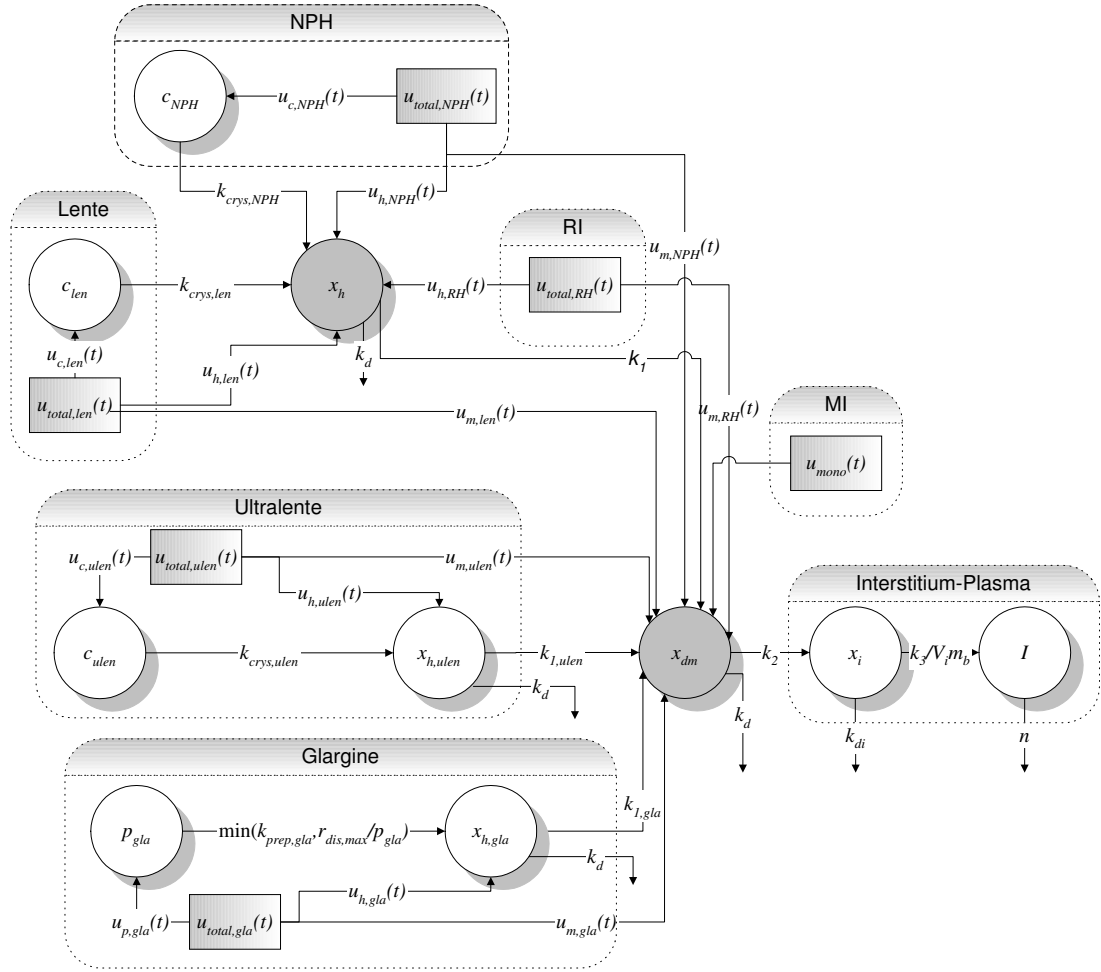 NPH
c_NPH
u_c,NPH(t)
u_total,NPH(t)
k_crys,NPH
u_h,NPH(t)
u_m,NPH(t)
Lente
c_len
k_crys,len
u_c,len(t)
u_total,len(t)
u_h,len(t)
u_m,len(t)
x_h
k_d
k_1
RI
u_h,RH(t)
u_total,RH(t)
u_m,RH(t)
MI
u_mono(t)
Ultralente
u_c,ulen(t)
u_total,ulen(t)
u_m,ulen(t)
u_h,ulen(t)
c_ulen
k_crys,ulen
x_h,ulen
k_1,ulen
k_d
x_dm
k_2
k_d
Interstitium-Plasma
x_i
k_3/V_i m_b
I
k_di
n
Glargine
p_gla
min(k_prep,gla,r_dis,max/p_gla)
x_h,gla
k_1,gla
k_d
u_h,gla(t)
u_p,gla(t)
u_total,gla(t)
u_m,gla(t)